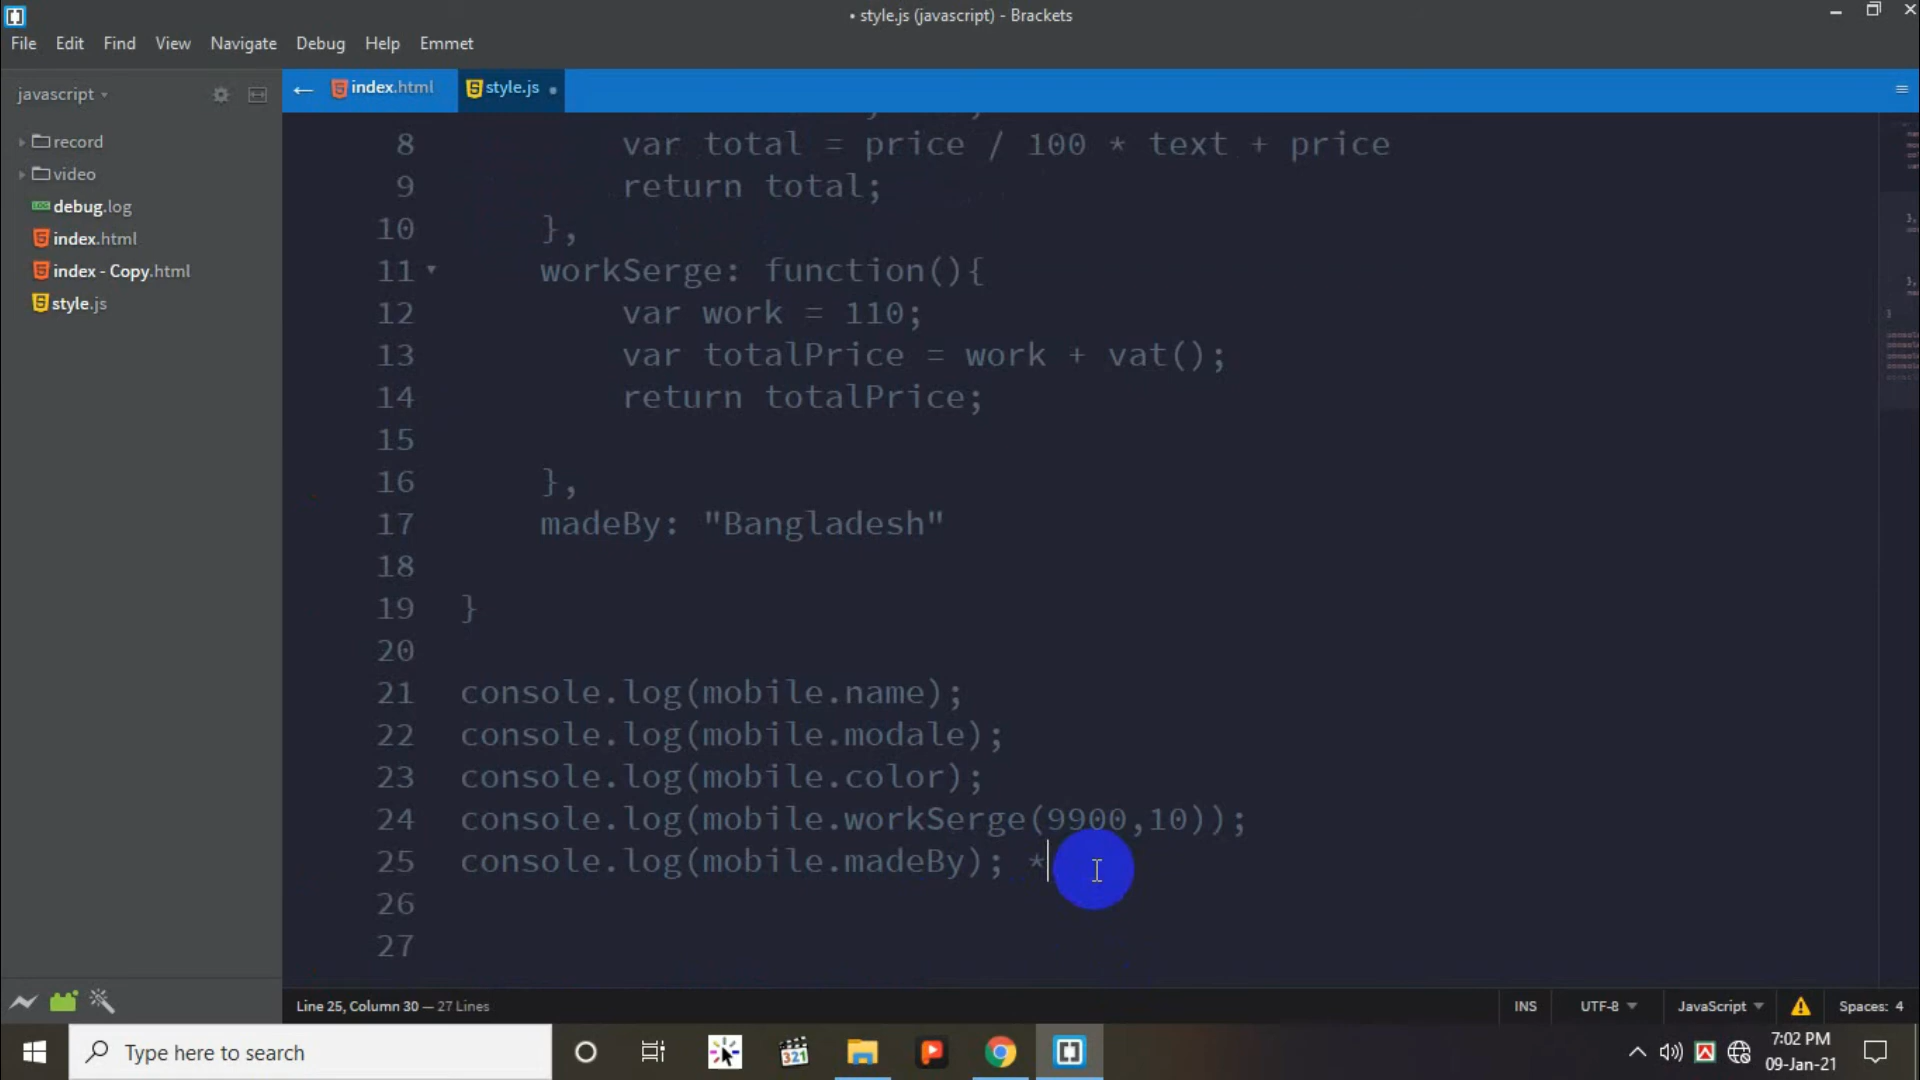 • style.js (javascript) - Brackets
File Edit Find View Navigate Debug Help Emmet
javascript
index.html style.js
record
video
debug.log
index.html
index - Copy.html
style.js
8 var total = price / 100 * text + price
9 return total;
10 },
11 workSerge: function(){
12 var work = 110;
13 var totalPrice = work + vat();
14 return totalPrice;
15
16 },
17 madeBy: "Bangladesh"
18
19 }
20
21 console.log(mobile.name);
22 console.log(mobile.modale);
23 console.log(mobile.color);
24 console.log(mobile.workSerge(9900,10));
25 console.log(mobile.madeBy); *
26
27
Line 25, Column 30 — 27 Lines INS UTF-8 JavaScript Spaces: 4
Type here to search 321 7:02 PM
09-Jan-21